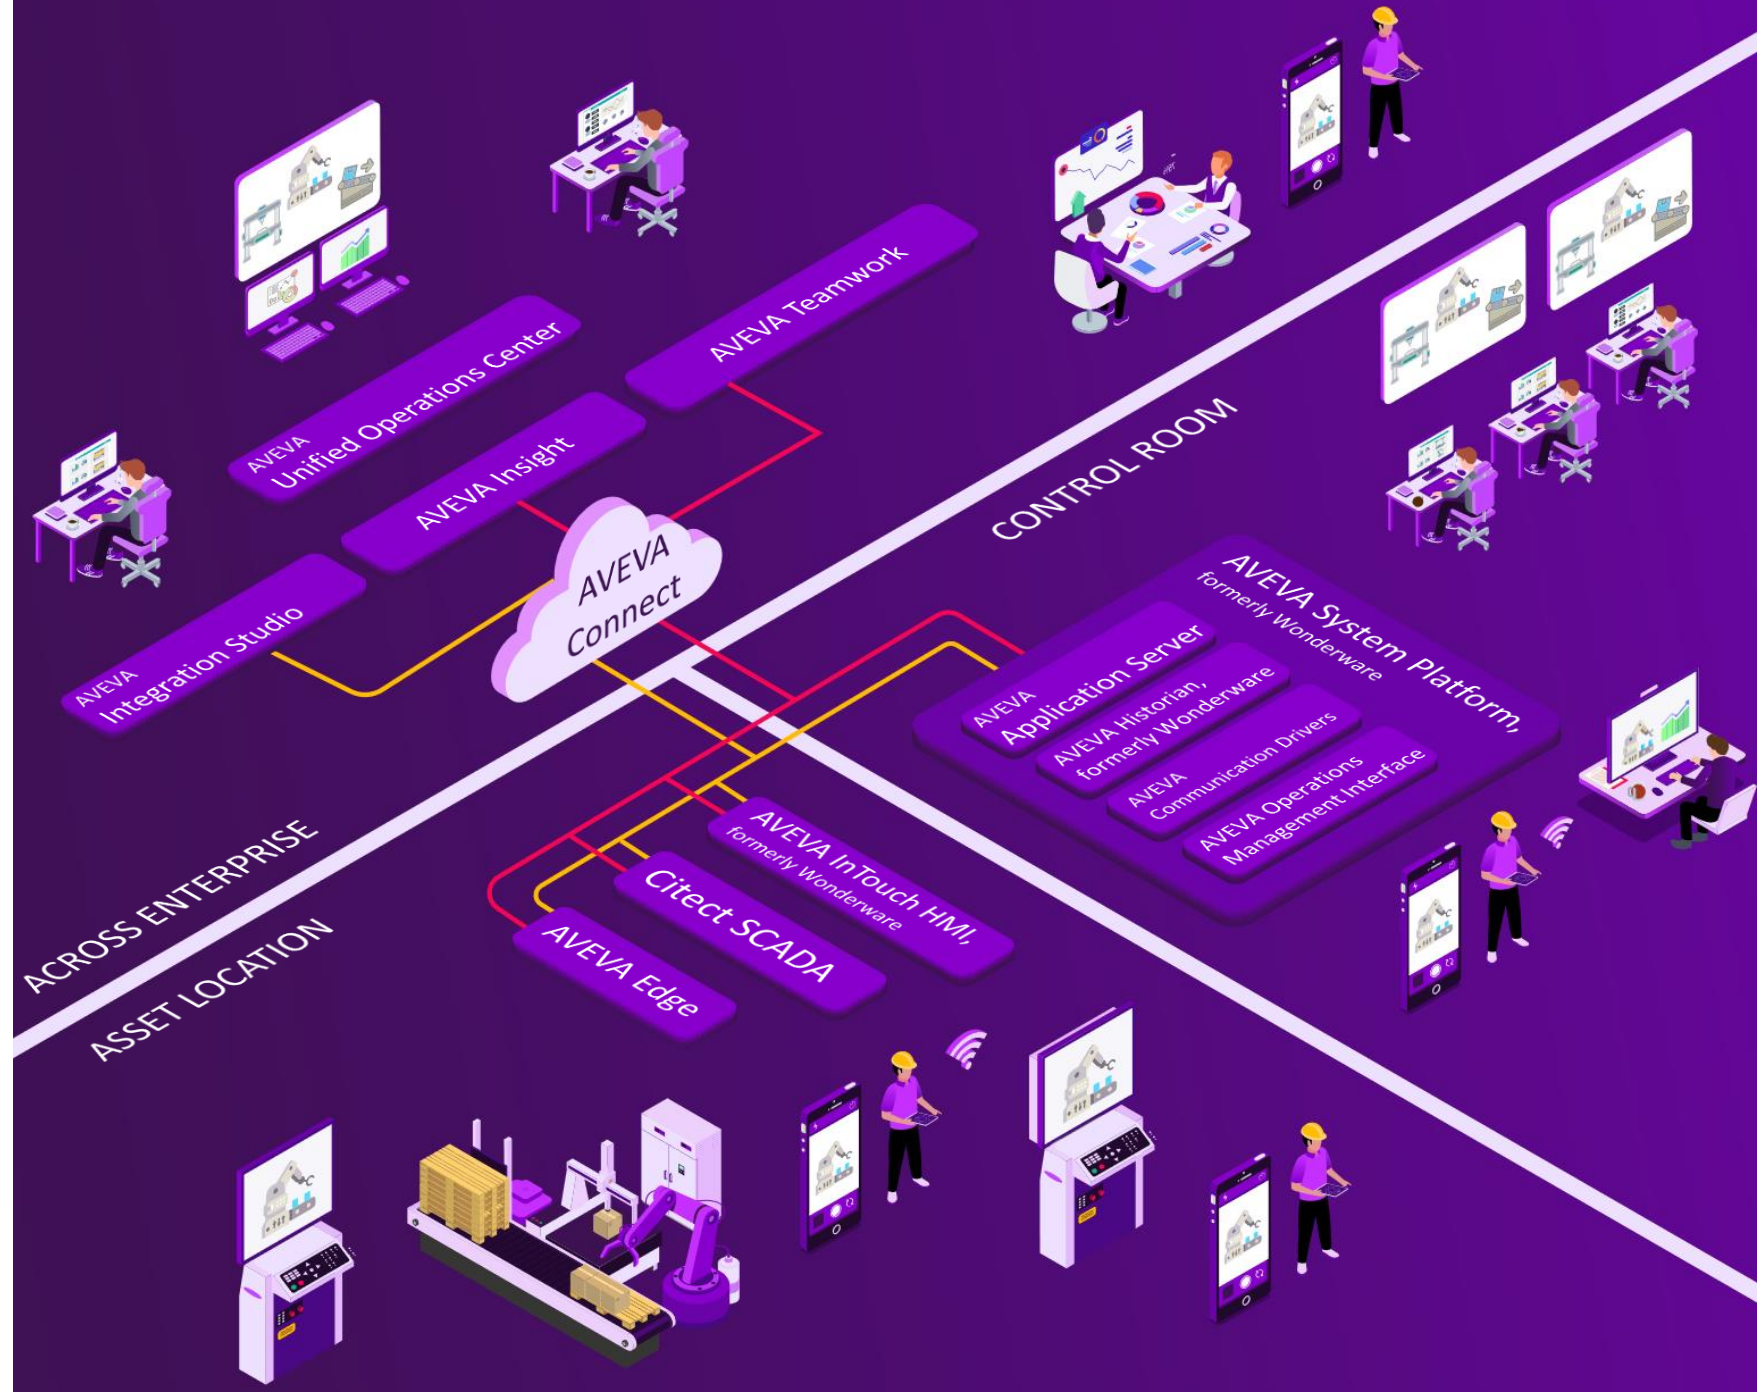 AVEVA Teamwork
AVEVA
Unified Operations Center
AVEVA Insight
AVEVA
Integration Studio
AVEVA
Connect
CONTROL ROOM
AVEVA System Platform,
formerly Wonderware
AVEVA
Application Server
AVEVA Historian,
formerly Wonderware
AVEVA
Communication Drivers
AVEVA Operations
Management Interface
ACROSS ENTERPRISE
ASSET LOCATION
AVEVA InTouch HMI,
formerly Wonderware
Citect SCADA
AVEVA Edge